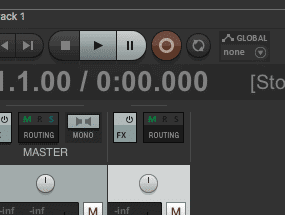 ack 1
GLOBAL
none
1.1.00 / 0:00.000 [Sto
M R S M R S
FX ROUTING MONO FX ROUTING
MASTER
-inf -inf M -inf M